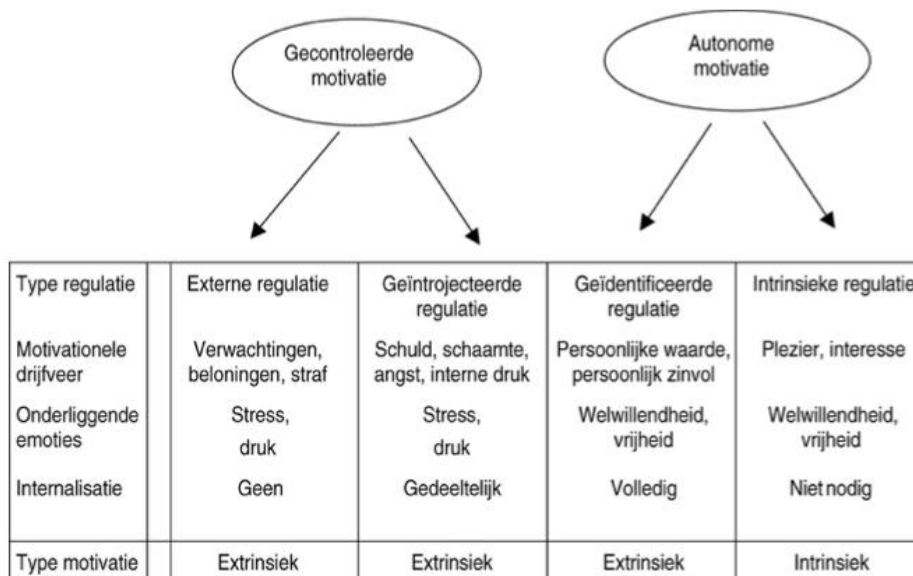 Gecontroleerde
motivatie
Autonome
motivatie
Type regulatie Externe regulatie Geïntrojecteerde regulatie Geïdentificeerde regulatie Intrinsieke regulatie
Motivationele drijfveer Verwachtingen, beloningen, straf Schuld, schaamte, angst, interne druk Persoonlijke waarde, persoonlijk zinvol Plezier, interesse
Onderliggende emoties Stress, druk Stress, druk Welwillendheid, vrijheid Welwillendheid, vrijheid
Internalisatie Geen Gedeeltelijk Volledig Niet nodig
Type motivatie Extrinsiek Extrinsiek Extrinsiek Intrinsiek